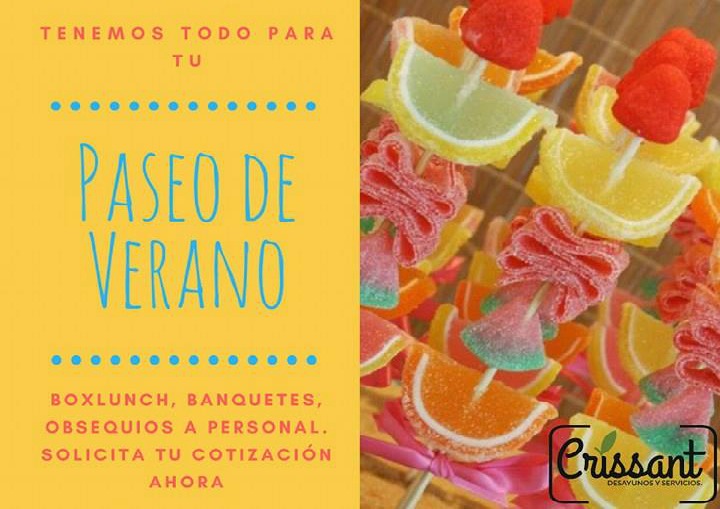 TENEMOS TODO PARA
TU
PASEO DE
VERANO
BOXLUNCH, BANQUETES,
OBSEQUIOS A PERSONAL.
SOLICITA TU COTIZACIÓN
AHORA
Crissant
DESAYUNOS Y SERVICIOS.